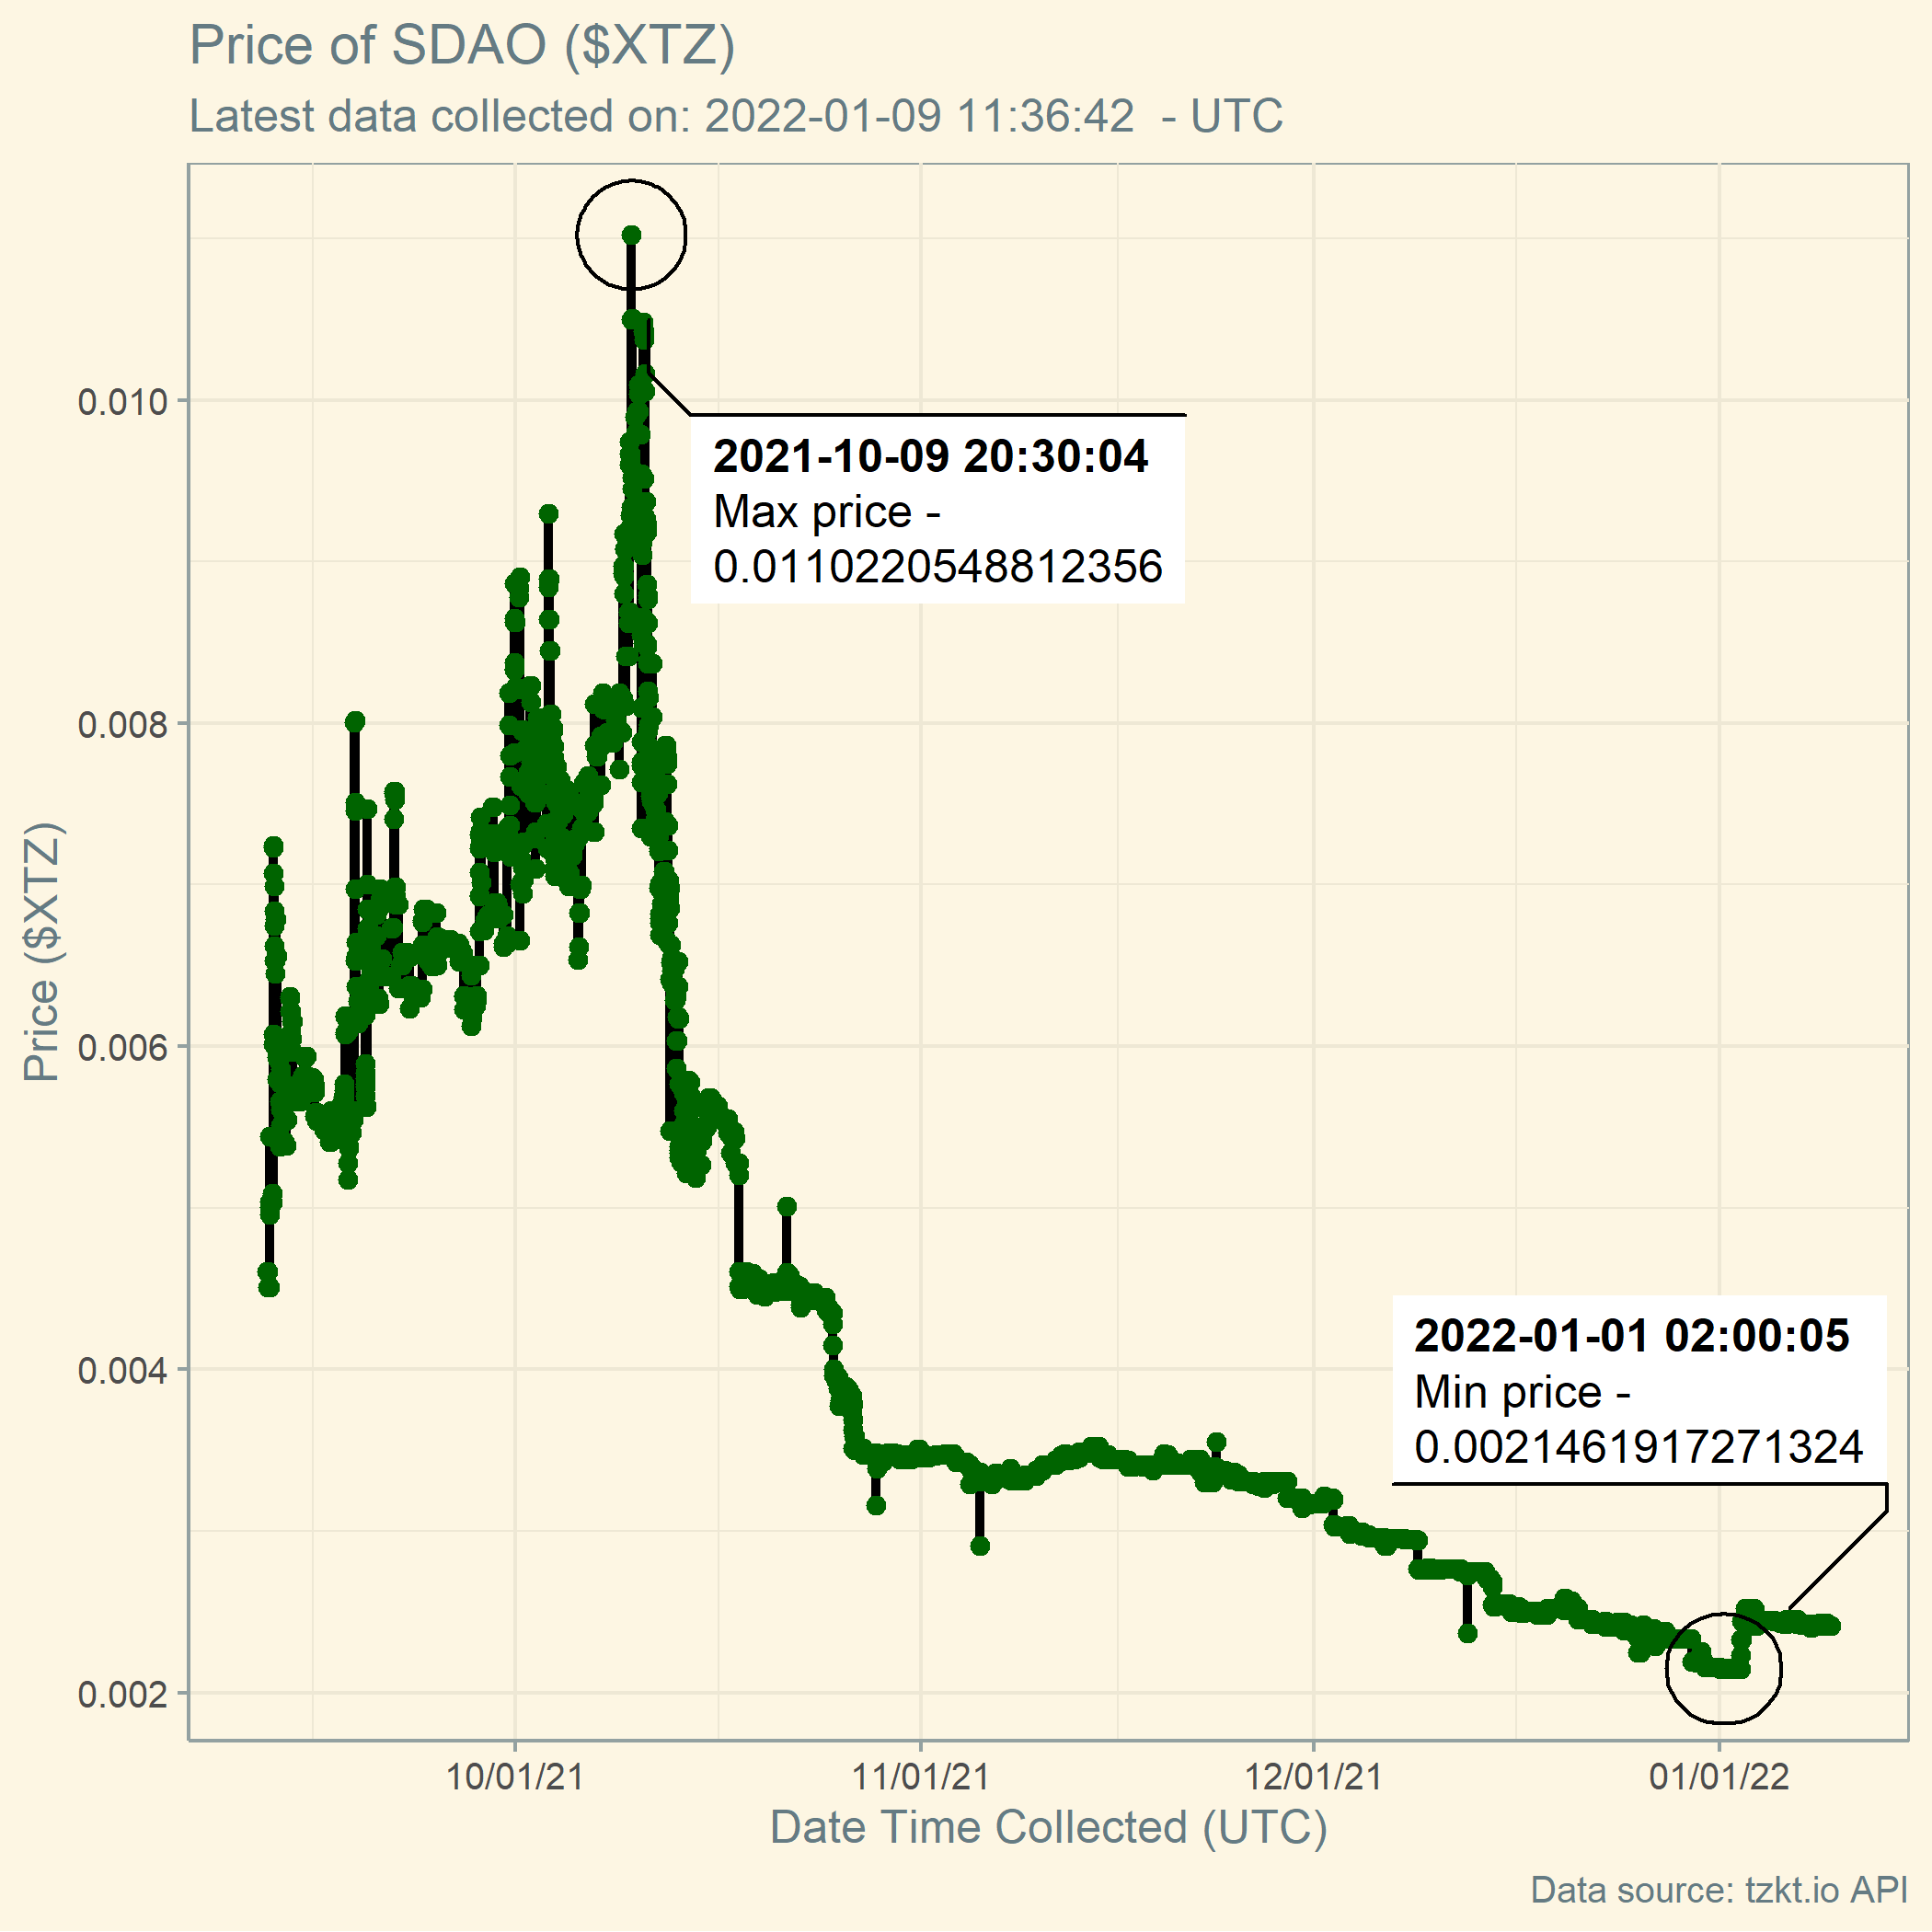 Price of SDAO ($XTZ)
Latest data collected on: 2022-01-09 11:36:42  - UTC
Price ($XTZ)
0.010
0.008
0.006
0.004
0.002
2021-10-09 20:30:04
Max price -
0.0110220548812356
2022-01-01 02:00:05
Min price -
0.00214619172713​24
10/01/21
11/01/21
12/01/21
01/01/22
Date Time Collected (UTC)
Data source: tzkt.io API